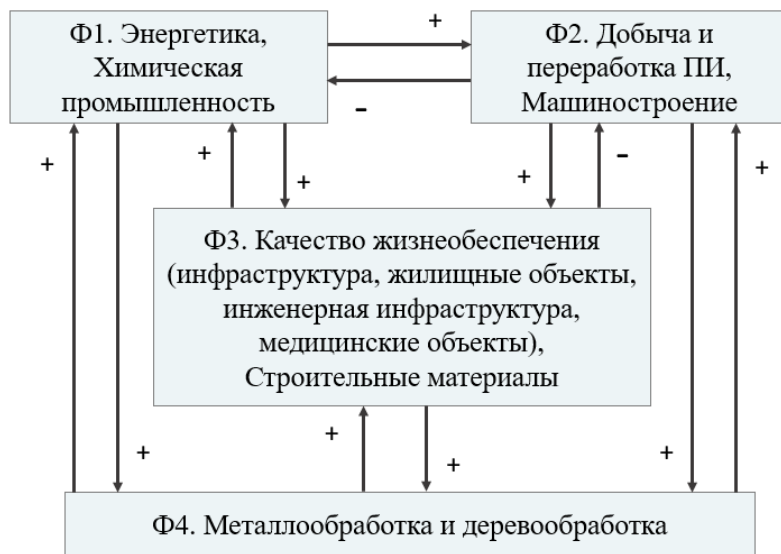 Ф1. Энергетика,
Химическая
промышленность
+
Ф2. Добыча и
переработка ПИ,
Машиностроение
-
+
+
+
+
-
+
Ф3. Качество жизнеобеспечения
(инфраструктура, жилищные объекты,
инженерная инфраструктура,
медицинские объекты),
Строительные материалы
+
+
+
+
Ф4. Металлообработка и деревообработка